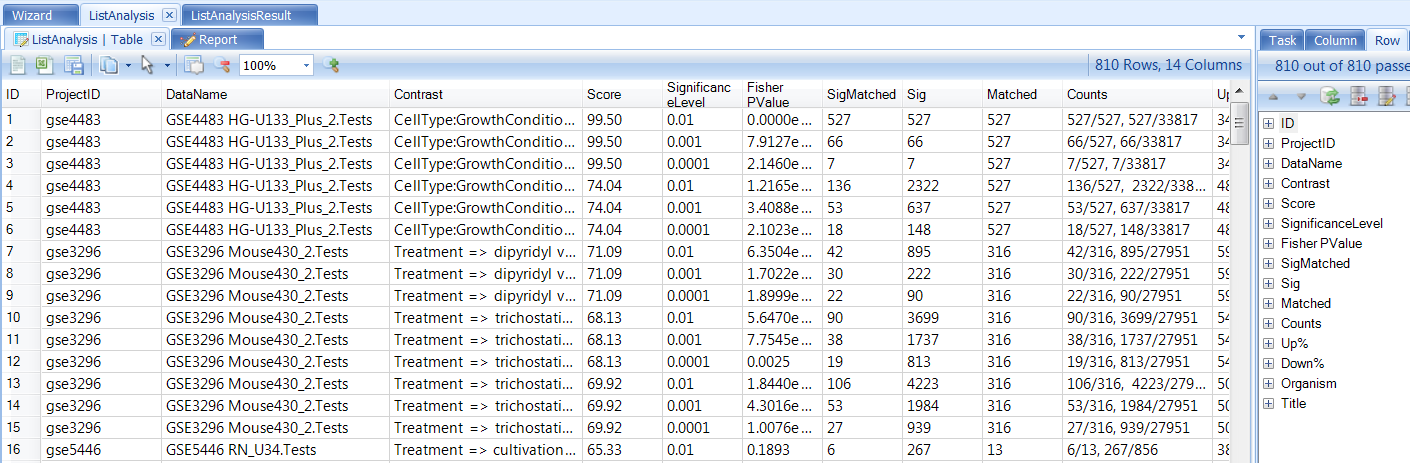 Wizard ListAnalysis ListAnalysisResult
ListAnalysis | Table Report
Task Column Row
100% 810 Rows, 14 Columns
810 out of 810 passe
ID ProjectID DataName Contrast Score Significanc eLevel Fisher PValue SigMatched Sig Matched Counts Up
1 gse4483 GSE4483 HG-U133_Plus_2.Tests CellType:GrowthConditio... 99.50 0.01 0.0000e... 527 527 527 527/527, 527/33817 34
2 gse4483 GSE4483 HG-U133_Plus_2.Tests CellType:GrowthConditio... 99.50 0.001 7.9127e... 66 66 527 66/527, 66/33817 34
3 gse4483 GSE4483 HG-U133_Plus_2.Tests CellType:GrowthConditio... 99.50 0.0001 2.1460e... 7 7 527 7/527, 7/33817 34
4 gse4483 GSE4483 HG-U133_Plus_2.Tests CellType:GrowthConditio... 74.04 0.01 1.2165e... 136 2322 527 136/527, 2322/338... 48
5 gse4483 GSE4483 HG-U133_Plus_2.Tests CellType:GrowthConditio... 74.04 0.001 3.4088e... 53 637 527 53/527, 637/33817 48
6 gse4483 GSE4483 HG-U133_Plus_2.Tests CellType:GrowthConditio... 74.04 0.0001 2.1023e... 18 148 527 18/527, 148/33817 48
7 gse3296 GSE3296 Mouse430_2.Tests Treatment => dipyridyl v... 71.09 0.01 6.3504e... 42 895 316 42/316, 895/27951 59
8 gse3296 GSE3296 Mouse430_2.Tests Treatment => dipyridyl v... 71.09 0.001 1.7022e... 30 222 316 30/316, 222/27951 59
9 gse3296 GSE3296 Mouse430_2.Tests Treatment => dipyridyl v... 71.09 0.0001 1.8999e... 22 90 316 22/316, 90/27951 59
10 gse3296 GSE3296 Mouse430_2.Tests Treatment => trichostati... 68.13 0.01 5.6470e... 90 3699 316 90/316, 3699/27951 54
11 gse3296 GSE3296 Mouse430_2.Tests Treatment => trichostati... 68.13 0.001 7.7545e... 38 1737 316 38/316, 1737/27951 54
12 gse3296 GSE3296 Mouse430_2.Tests Treatment => trichostati... 68.13 0.0001 0.0025 19 813 316 19/316, 813/27951 54
13 gse3296 GSE3296 Mouse430_2.Tests Treatment => trichostati... 69.92 0.01 1.8440e... 106 4223 316 106/316, 4223/279... 50
14 gse3296 GSE3296 Mouse430_2.Tests Treatment => trichostati... 69.92 0.001 4.3016e... 53 1984 316 53/316, 1984/27951 50
15 gse3296 GSE3296 Mouse430_2.Tests Treatment => trichostati... 69.92 0.0001 1.0076e... 27 939 316 27/316, 939/27951 50
16 gse5446 GSE5446 RN_U34.Tests Treatment => cultivation... 65.33 0.01 0.1893 6 267 13 6/13, 267/856 38
ID
ProjectID
DataName
Contrast
Score
SignificanceLevel
Fisher PValue
SigMatched
Sig
Matched
Counts
Up%
Down%
Organism
Title